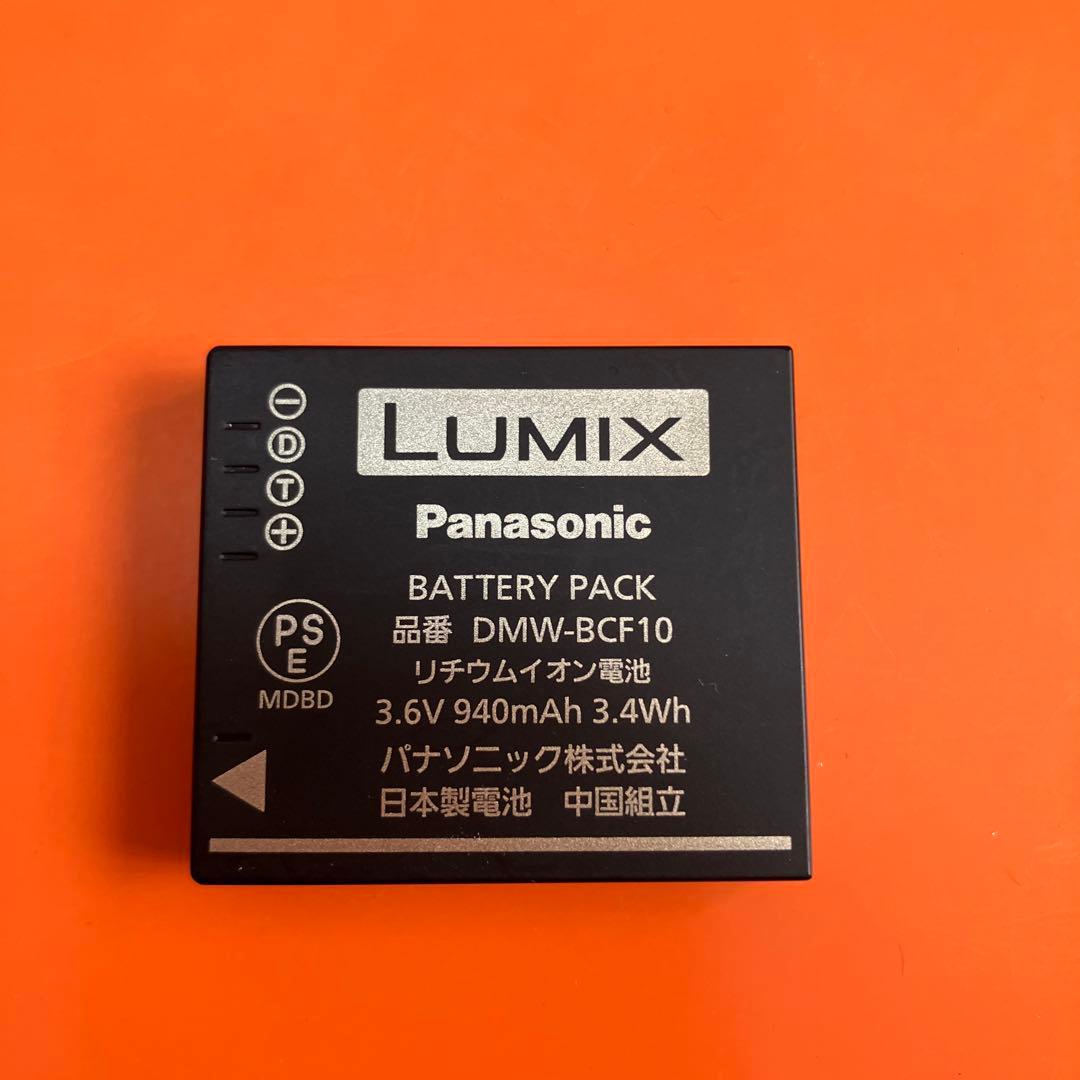 LUMIX
Panasonic
BATTERY PACK
品番 DMW-BCF10
リチウムイオン電池
3.6V 940mAh 3.4Wh
パナソニック株式会社
日本製電池 中国組立
－
D
T
＋
PS
E
MDBD